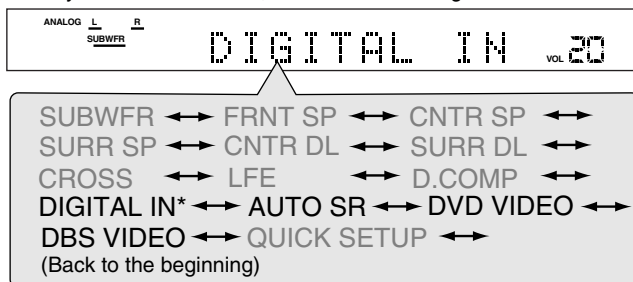 ANALOG L R
SUBWFR
DIGITAL IN VOL 20
SUBWFR ↔ FRNT SP ↔ CNTR SP ↔
SURR SP ↔ CNTR DL ↔ SURR DL ↔
CROSS ↔ LFE ↔ D.COMP ↔
DIGITAL IN* ↔ AUTO SR ↔ DVD VIDEO ↔
DBS VIDEO ↔ QUICK SETUP ↔
(Back to the beginning)